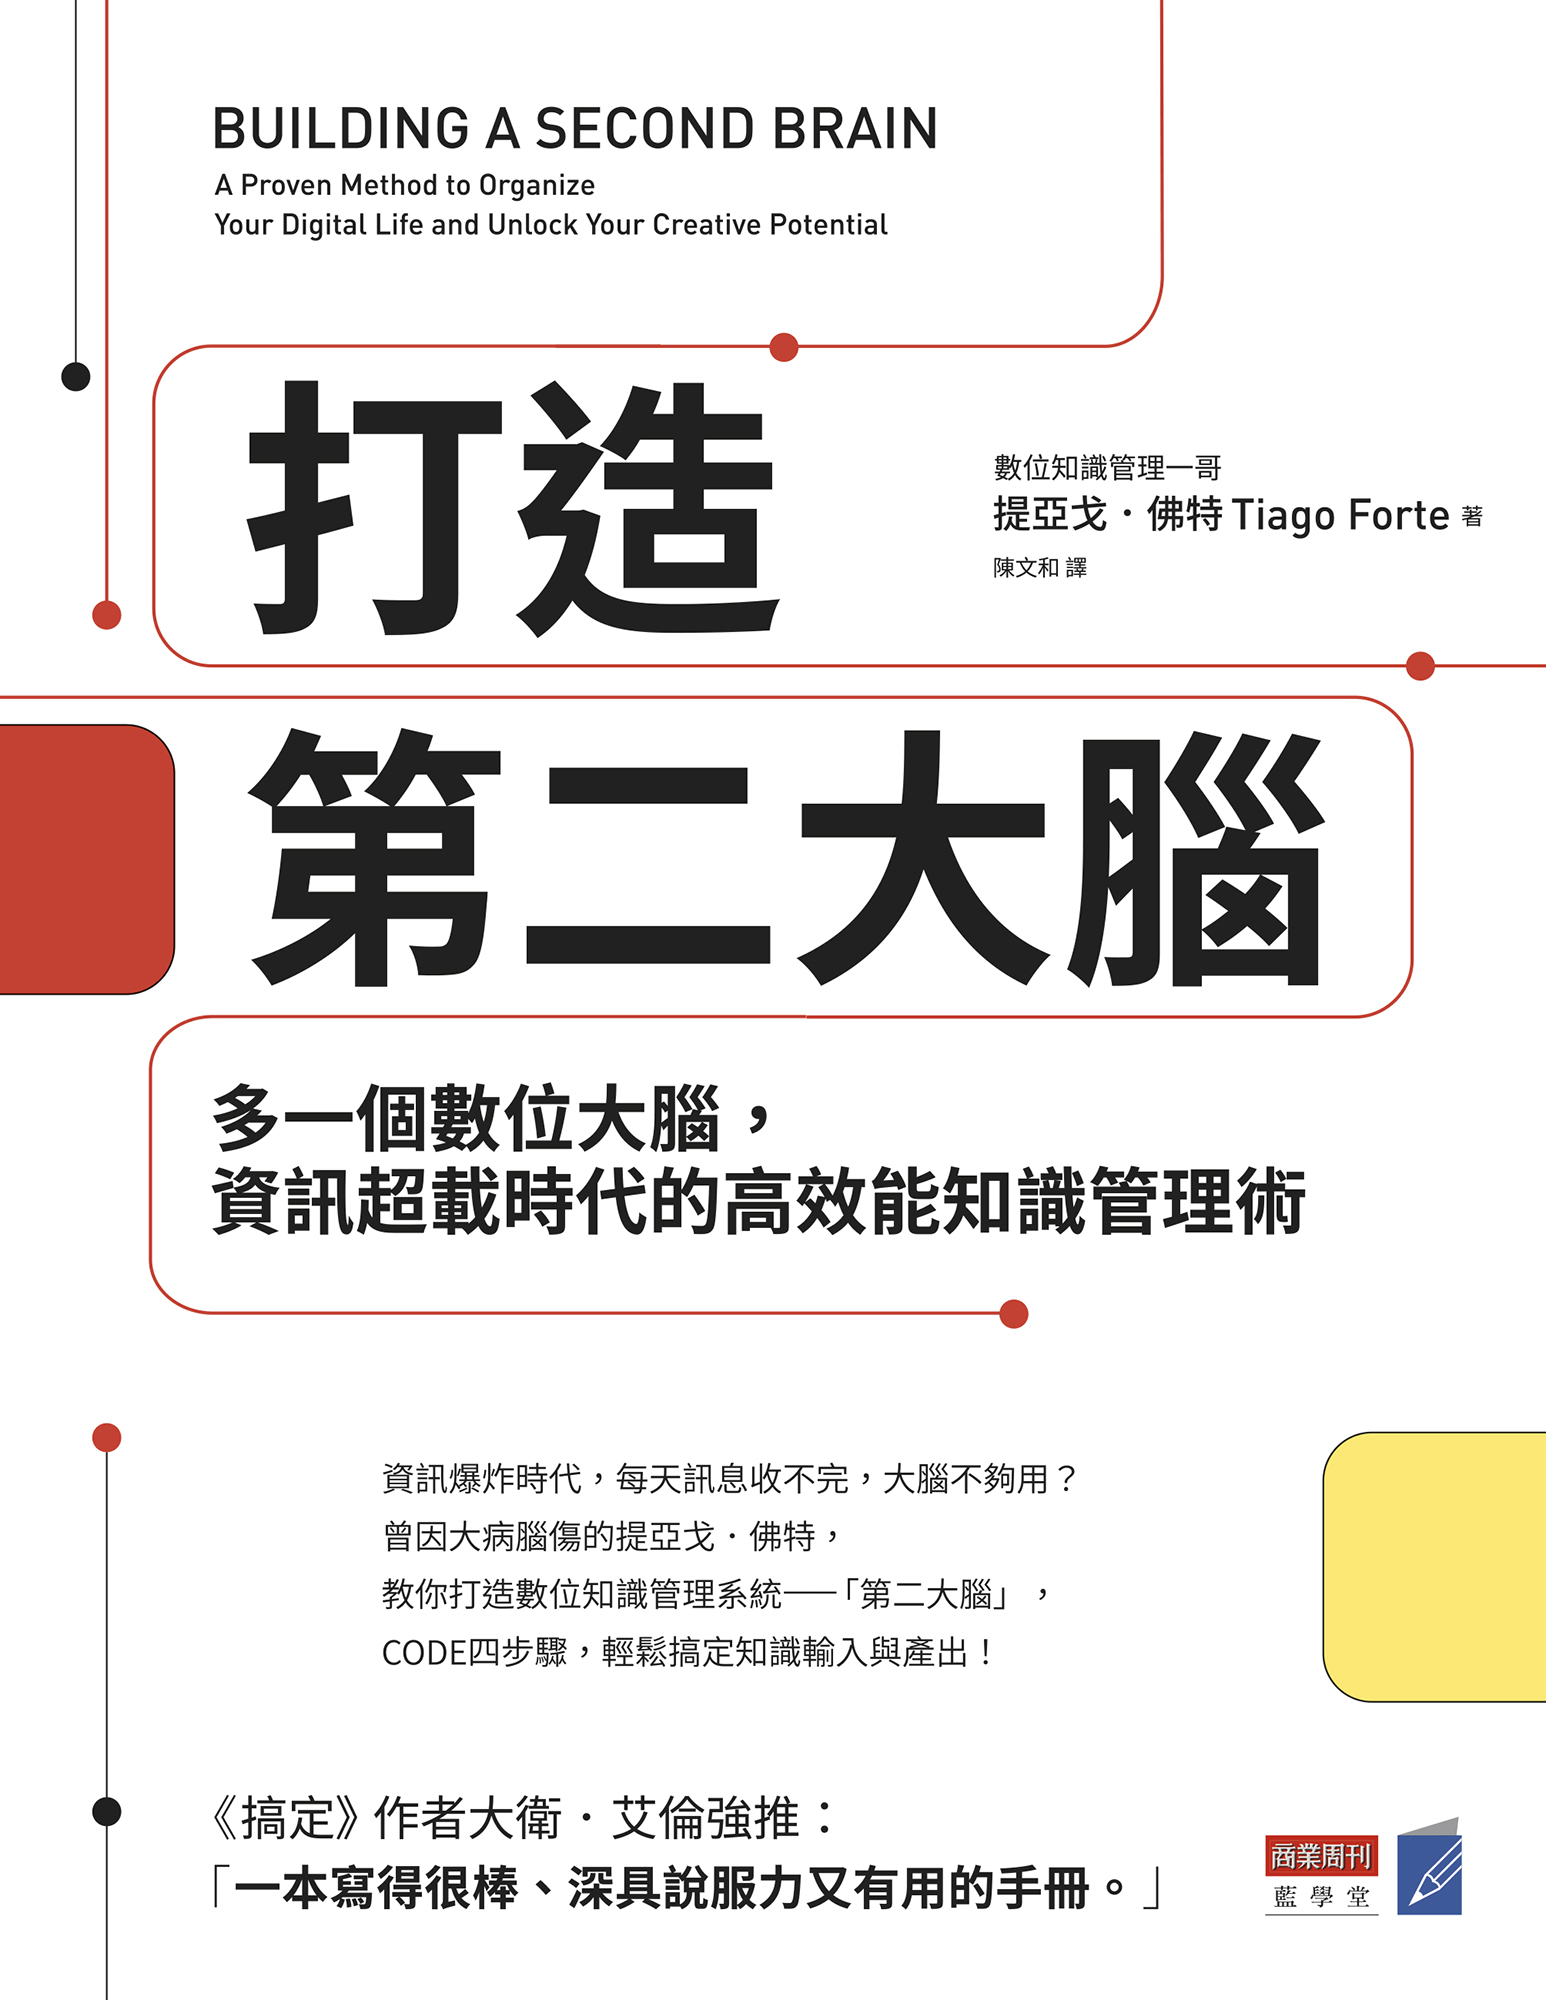 BUILDING A SECOND BRAIN
A Proven Method to Organize
Your Digital Life and Unlock Your Creative Potential
打造
數位知識管理一哥
提亞戈．佛特 Tiago Forte 著
陳文和 譯
第二大腦
多一個數位大腦，
資訊超載時代的高效能知識管理術
資訊爆炸時代，每天訊息收不完，大腦不夠用？
曾因大病腦傷的提亞戈．佛特，
教你打造數位知識管理系統──「第二大腦」，
CODE四步驟，輕鬆搞定知識輸入與產出！
《搞定》作者大衛．艾倫強推：
「一本寫得很棒、深具說服力又有用的手冊。」
商業周刊
藍學堂